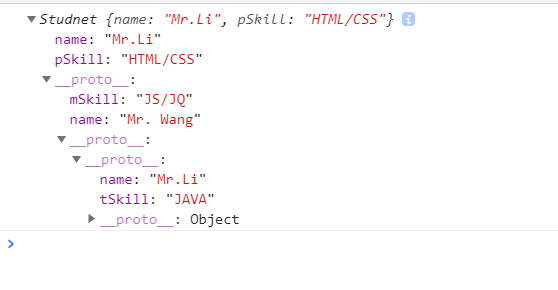 Studnet {name: "Mr.Li", pSkill: "HTML/CSS"} i
name: "Mr.Li"
pSkill: "HTML/CSS"
__proto__:
mSkill: "JS/JQ"
name: "Mr. Wang"
__proto__:
__proto__:
name: "Mr.Li"
tSkill: "JAVA"
__proto__: Object